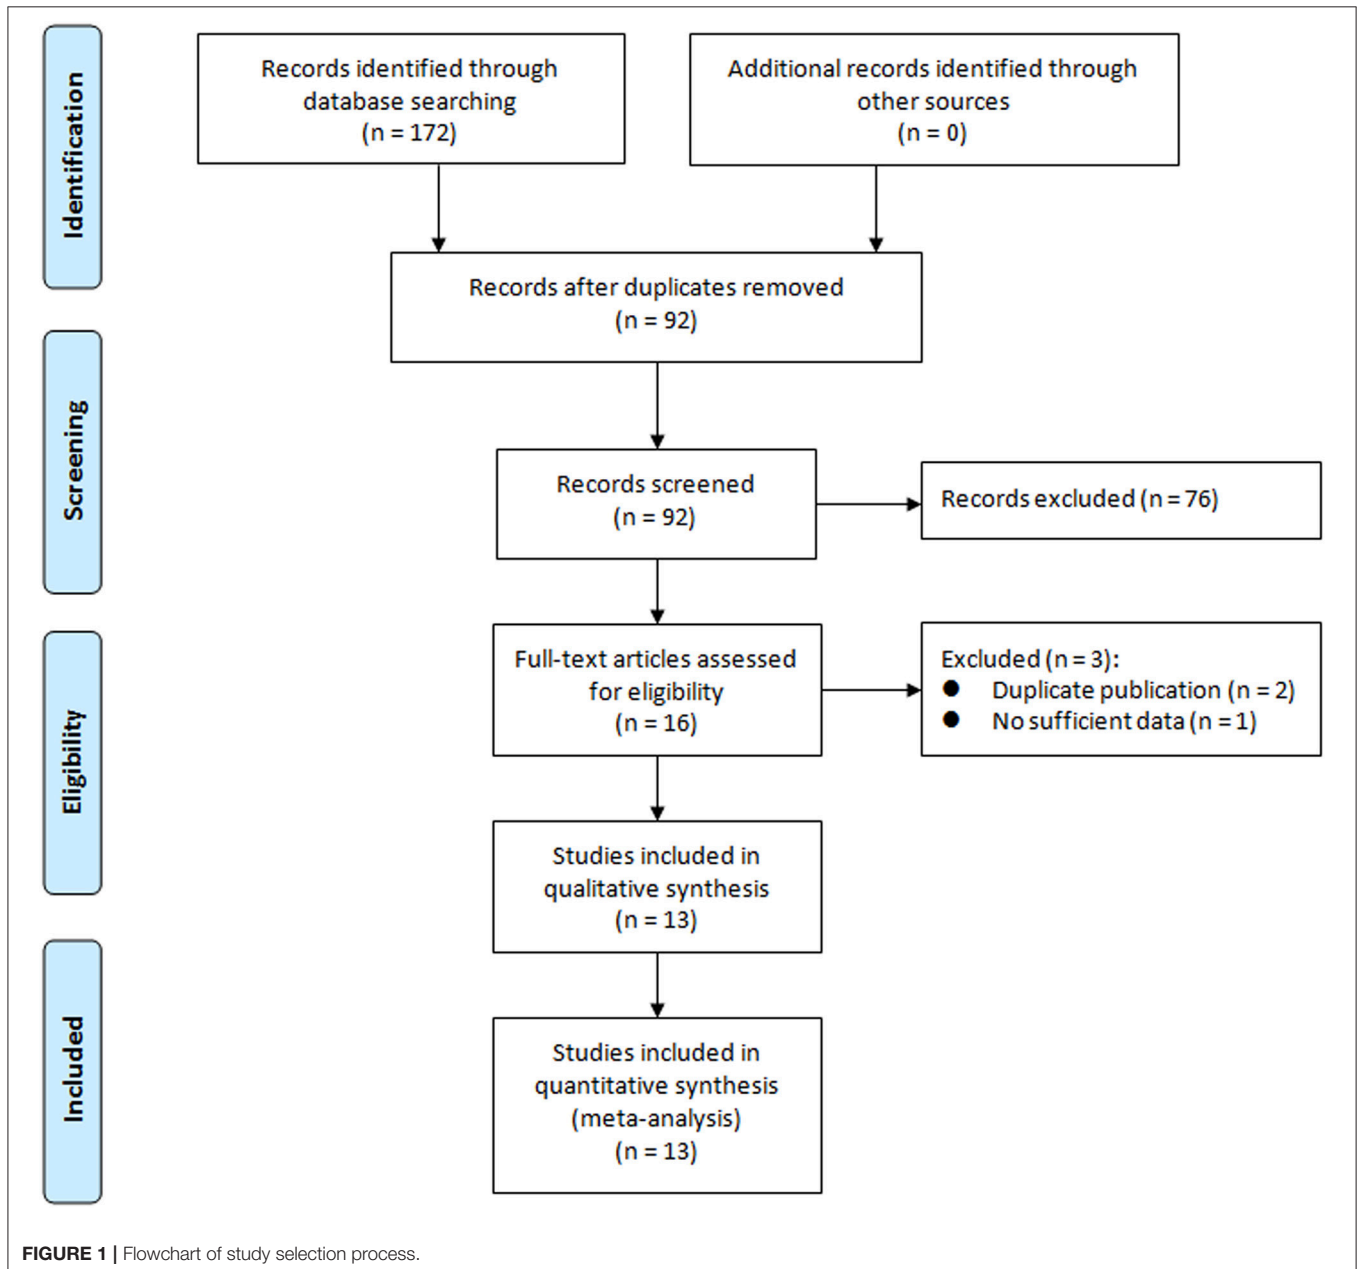 Identification
Records identified through
database searching
(n = 172)
Additional records identified through
other sources
(n = 0)
Records after duplicates removed
(n = 92)
Screening
Records screened
(n = 92)
Records excluded (n = 76)
Eligibility
Full-text articles assessed
for eligibility
(n = 16)
Excluded (n = 3):
● Duplicate publication (n = 2)
● No sufficient data (n = 1)
Studies included in
qualitative synthesis
(n = 13)
Included
Studies included in
quantitative synthesis
(meta-analysis)
(n = 13)
FIGURE 1 | Flowchart of study selection process.